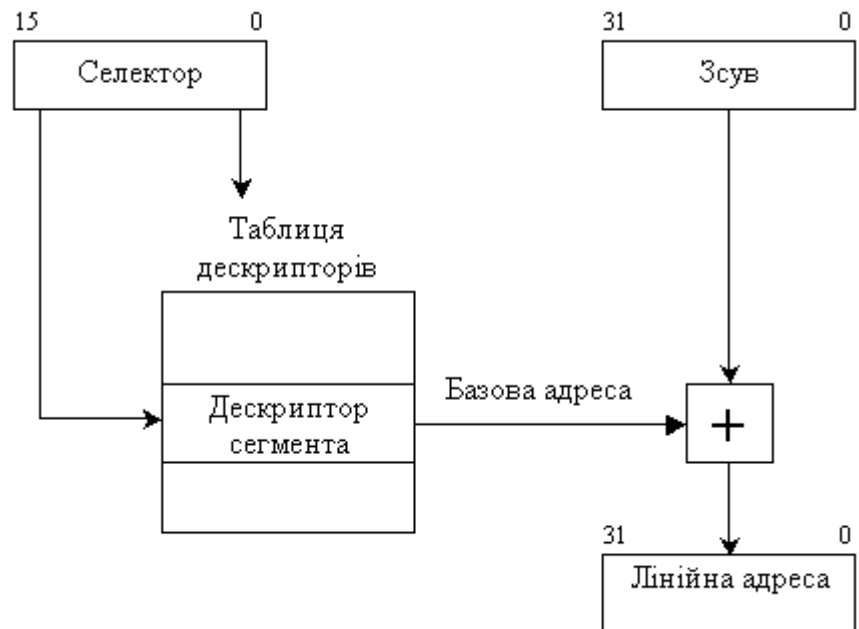 15 0
31 0
Селектор
Зсув
Таблиця
дескрипторів
Базова адреса
Дескриптор
сегмента
+
31 0
Лінійна адреса